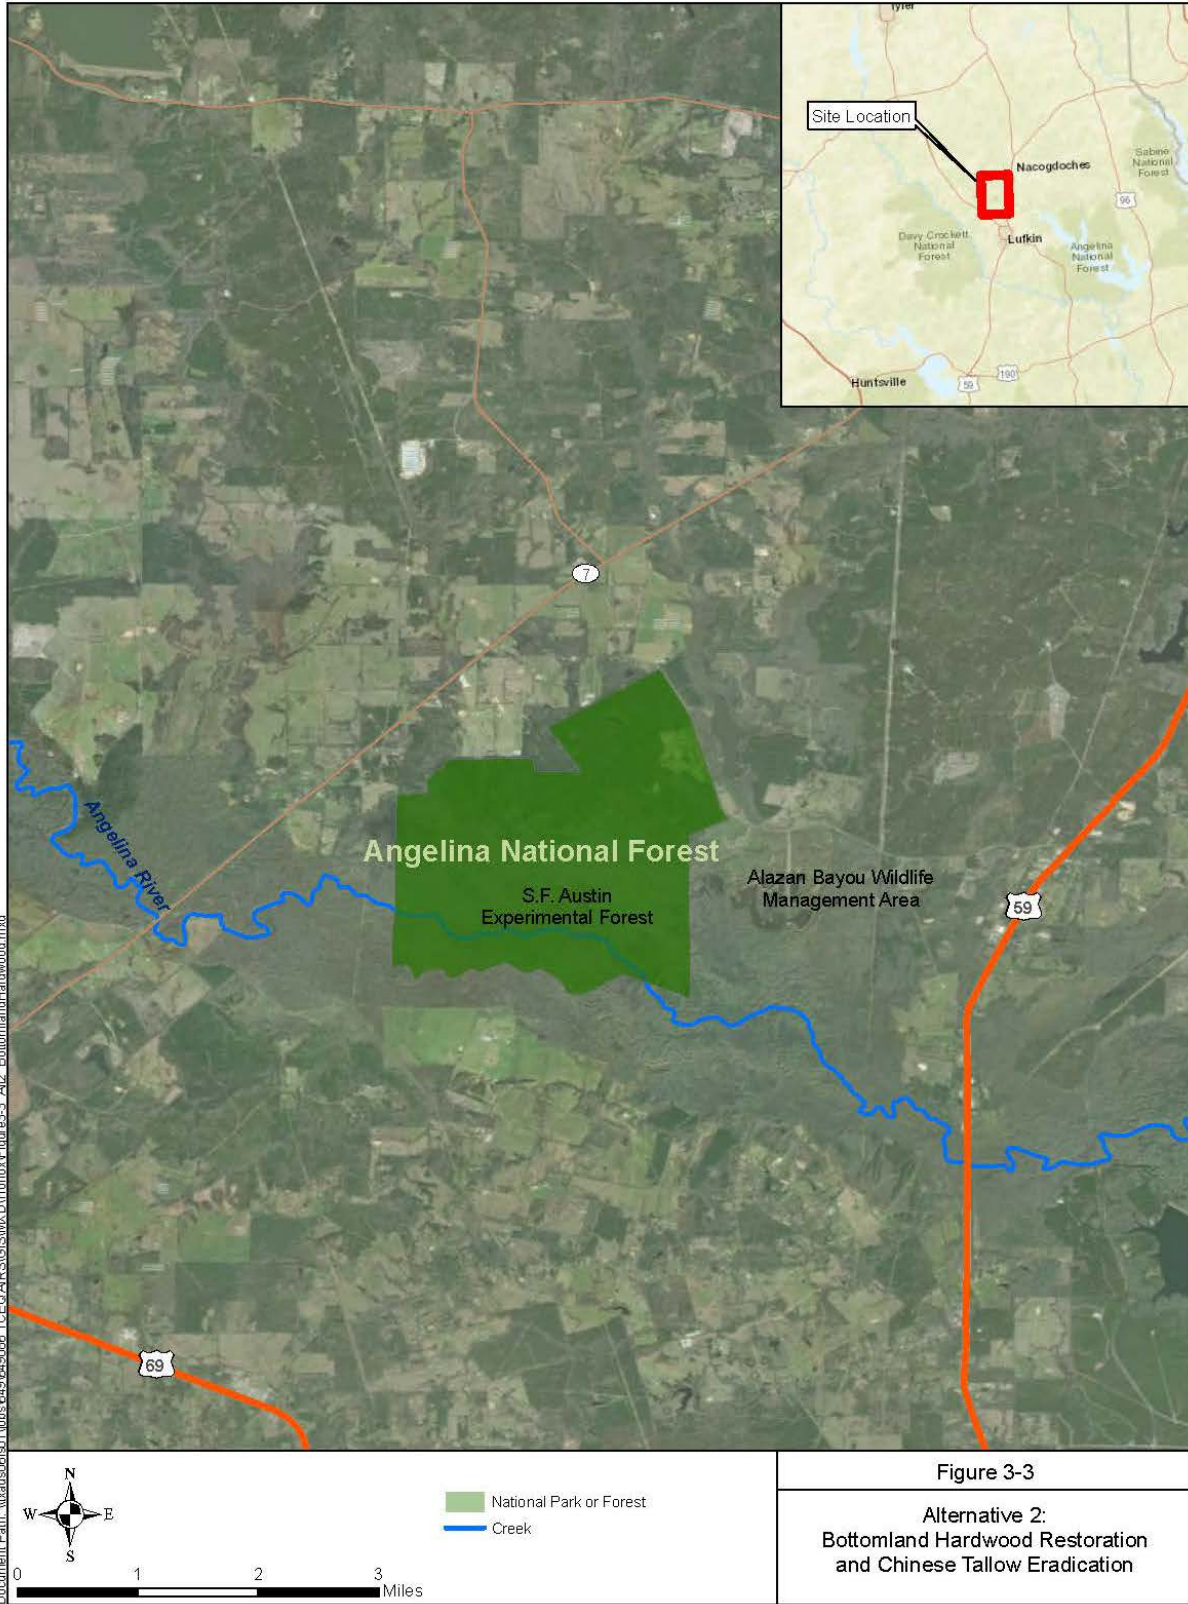 Tyler
Site Location
Nacogdoches
Sabine
National
Forest
96
Davy Crockett
National
Forest
Lufkin
Angelina
National
Forest
Huntsville
59
190
7
Angelina River
Angelina National Forest
S.F. Austin
Experimental Forest
Alazan Bayou Wildlife
Management Area
59
69
N
W
E
S
0
1
2
3
Miles
National Park or Forest
Creek
Figure 3-3
Alternative 2:
Bottomland Hardwood Restoration
and Chinese Tallow Eradication